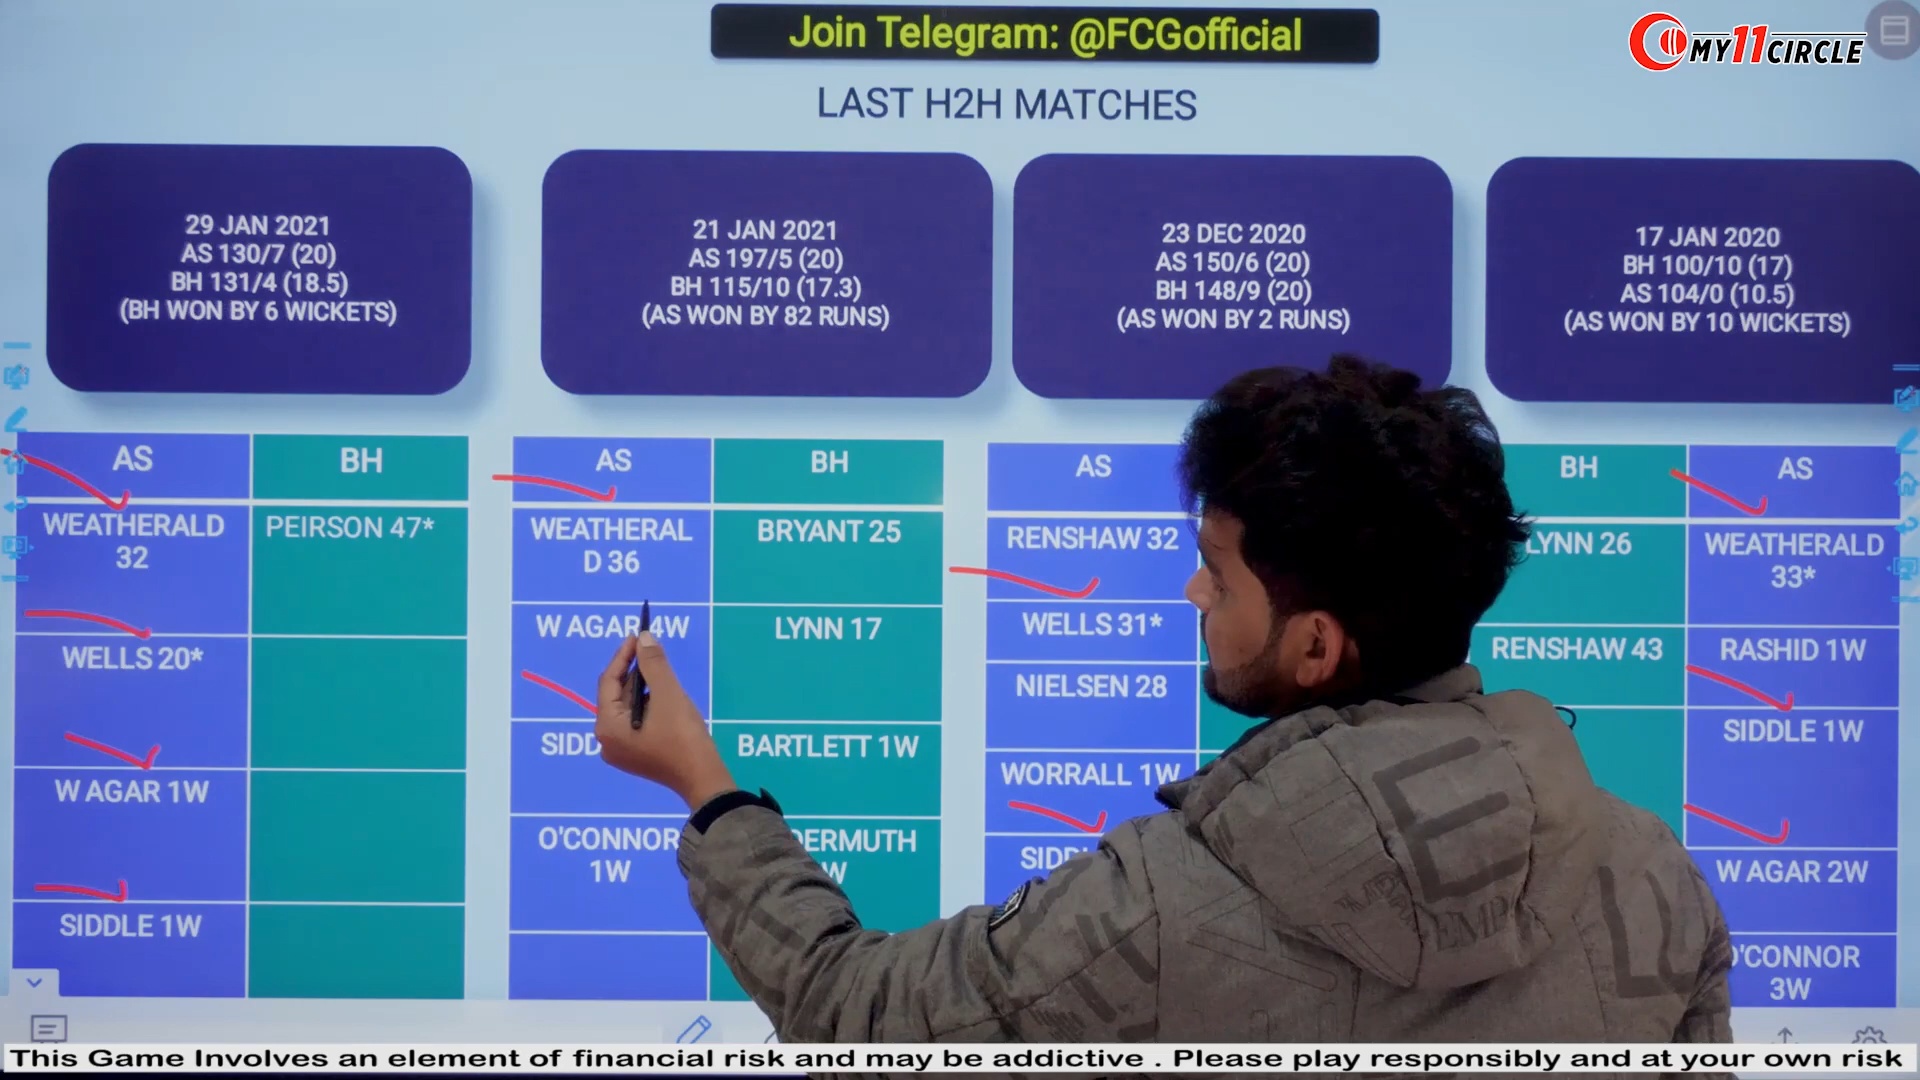 Join Telegram: @FCGofficial
MY11CIRCLE
LAST H2H MATCHES
29 JAN 2021
AS 130/7 (20)
BH 131/4 (18.5)
(BH WON BY 6 WICKETS)
21 JAN 2021
AS 197/5 (20)
BH 115/10 (17.3)
(AS WON BY 82 RUNS)
23 DEC 2020
AS 150/6 (20)
BH 148/9 (20)
(AS WON BY 2 RUNS)
17 JAN 2020
BH 100/10 (17)
AS 104/0 (10.5)
(AS WON BY 10 WICKETS)
AS
BH
WEATHERALD
32
PEIRSON 47*
WELLS 20*
W AGAR 1W
SIDDLE 1W
AS
BH
WEATHERAL
D 36
BRYANT 25
W AGAR 4W
LYNN 17
SIDD
BARTLETT 1W
O'CONNOR
1W
DERMUTH
W
AS
RENSHAW 32
WELLS 31*
NIELSEN 28
WORRALL 1W
SIDD
BH
AS
LYNN 26
WEATHERALD
33*
RENSHAW 43
RASHID 1W
SIDDLE 1W
W AGAR 2W
O'CONNOR
3W
This Game Involves an element of financial risk and may be addictive . Please play responsibly and at your own risk